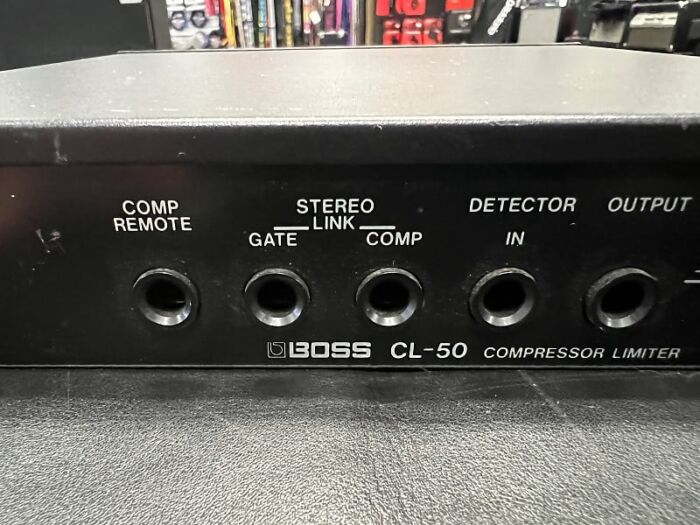 COMP
REMOTE
STEREO
LINK
GATE
COMP
DETECTOR
IN
OUTPUT
BOSS CL-50 COMPRESSOR LIMITER